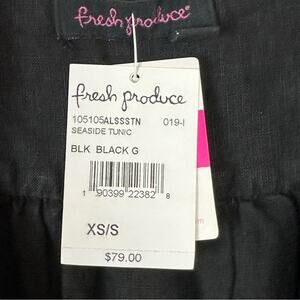 fresh produce
fresh produce
105105ALSSSTN 019-I
SEASIDE TUNIC
BLK BLACK G
1 90399 22382 8
XS/S
$79.00